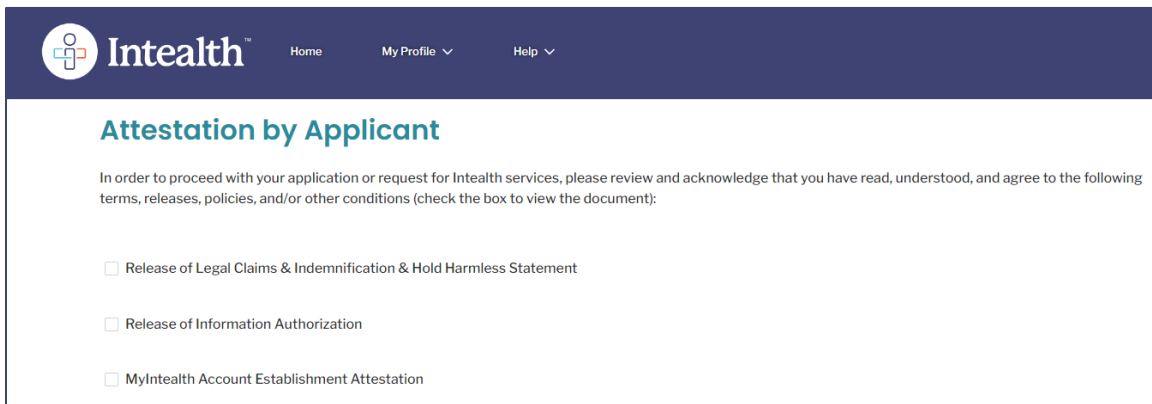 Intealth™ Home My Profile Help
Attestation by Applicant
In order to proceed with your application or request for Intealth services, please review and acknowledge that you have read, understood, and agree to the following
terms, releases, policies, and/or other conditions (check the box to view the document):
Release of Legal Claims & Indemnification & Hold Harmless Statement
Release of Information Authorization
MyIntealth Account Establishment Attestation